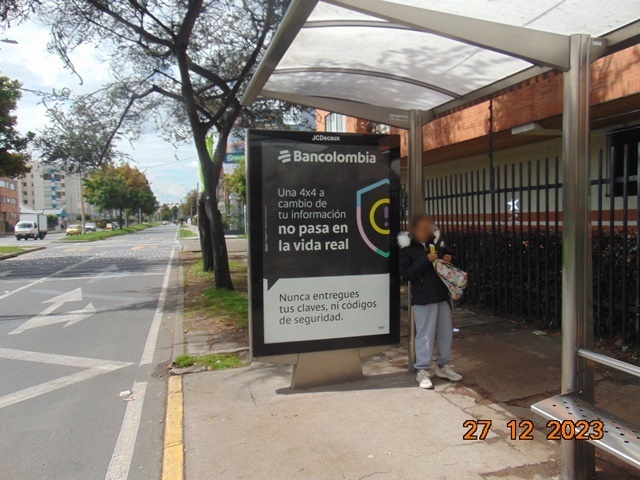 JCDecaux
Bancolombia
Una 4x4 a
cambio de
tu información
no pasa en
la vida real
Nunca entregues
tus claves, ni códigos
de seguridad.
27 12 2023